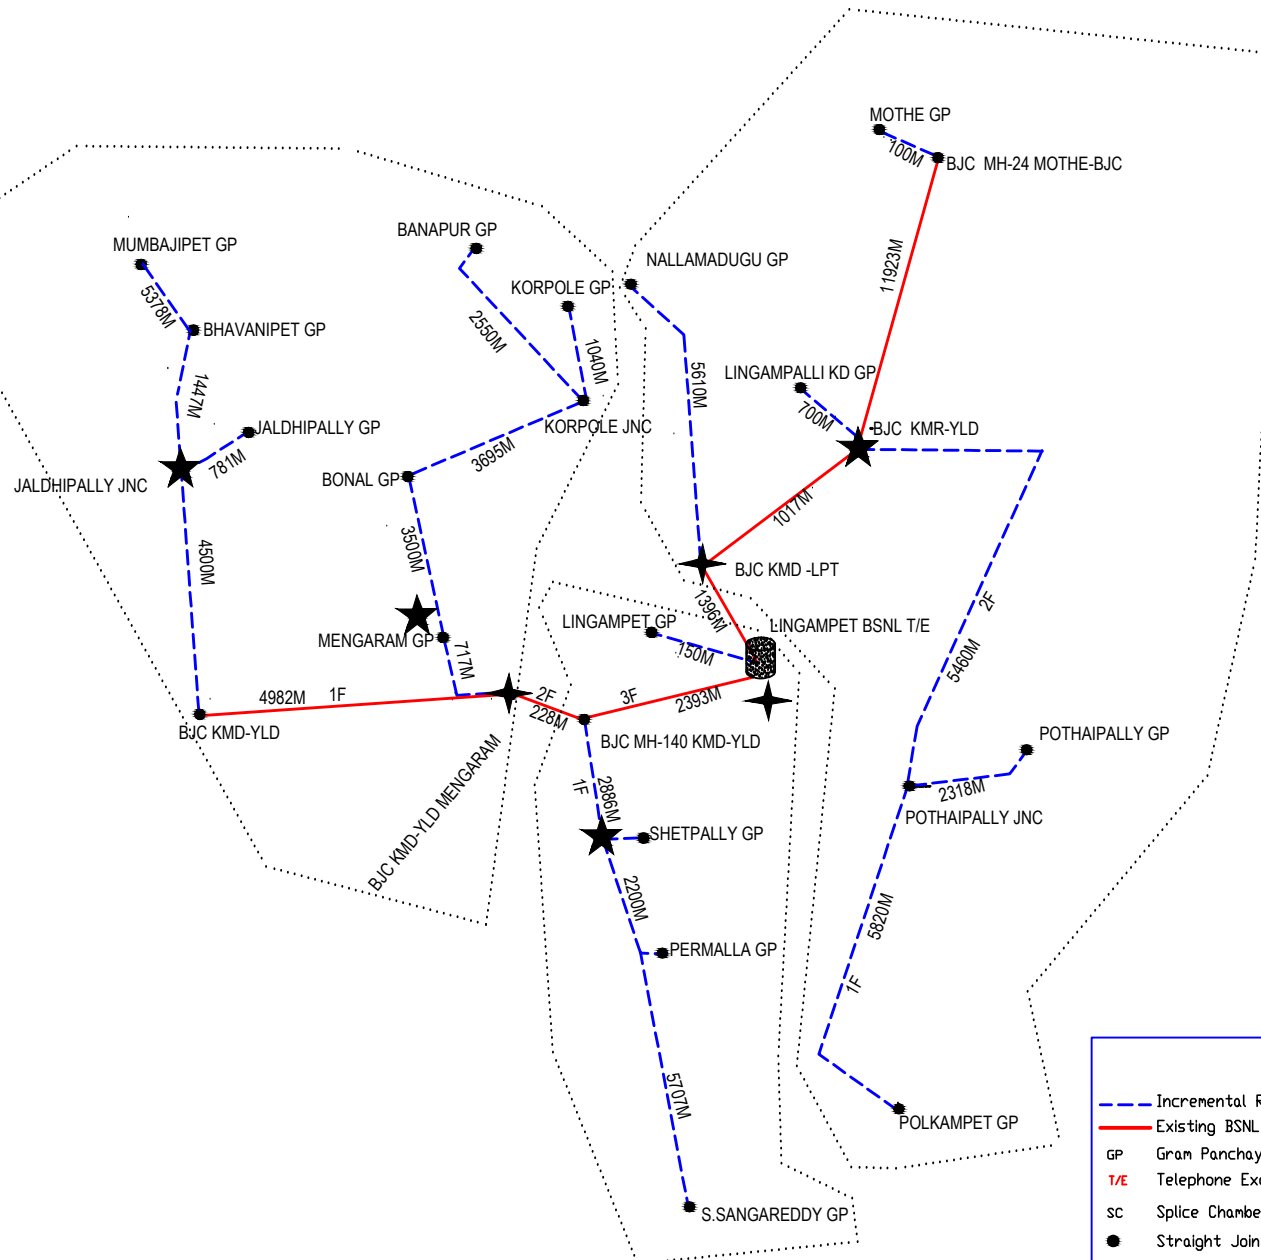 MOTHE GP
100M
BJC MH-24 MOTHE-BJC
11923M
MUMBAJIPET GP
5378M
BHAVANIPET GP
1447M
JALDHIPALLY GP
781M
JALDHIPALLY JNC
4500M
BANAPUR GP
2550M
KORPOLE GP
1040M
KORPOLE JNC
3695M
BONAL GP
3500M
MENGARAM GP
717M
NALLAMADUGU GP
5610M
LINGAMPALLI KD GP
700M
BJC KMR-YLD
1017M
BJC KMD -LPT
1396M
LINGAMPET GP
150M
LINGAMPET BSNL T/E
4982M
1F
BJC KMD-YLD
2F
228M
3F
2393M
BJC MH-140 KMD-YLD
BJC KMD-YLD MENGARAM
1F
2886M
SHETPALLY GP
2200M
PERMALLA GP
5707M
S.SANGAREDDY GP
2F
5460M
POTHAIPALLY GP
2318M
POTHAIPALLY JNC
5820M
1F
POLKAMPET GP
Incremental
Existing BSNL
GP Gram
T/E Telephone
SC Splice
Straight